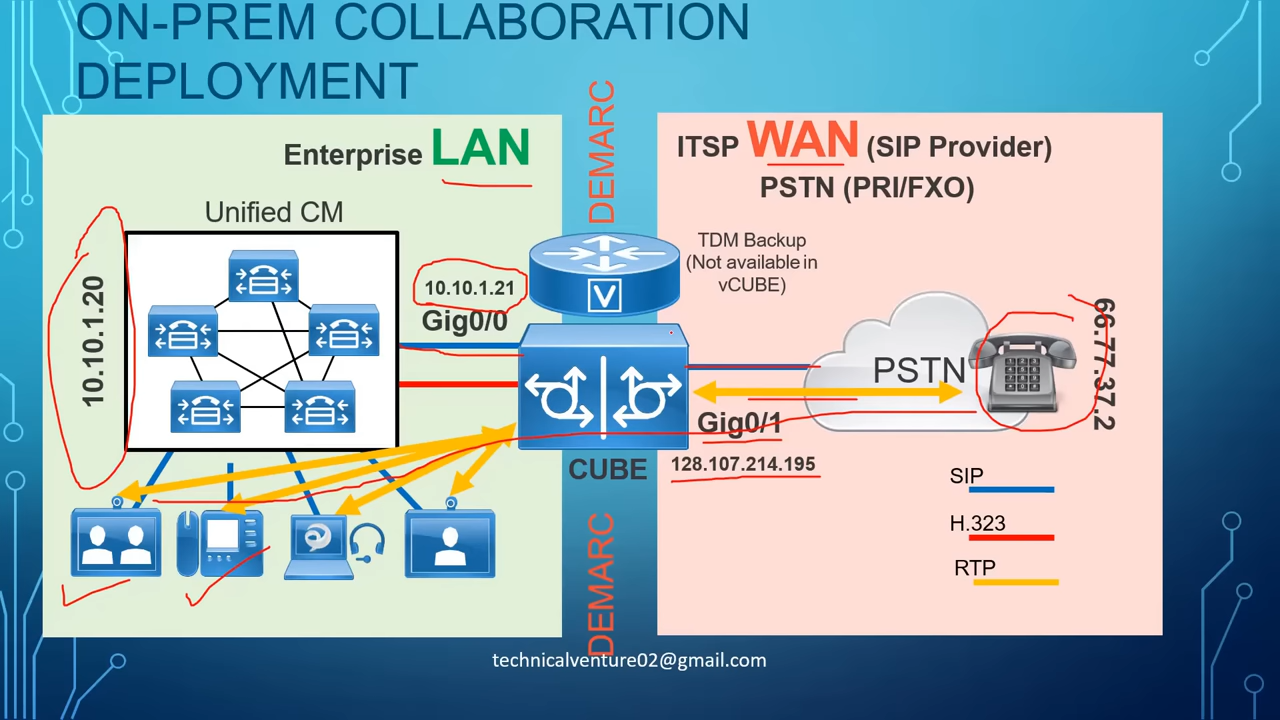 ON-PREM COLLABORATION
DEPLOYMENT
Enterprise LAN
Unified CM
10.10.1.20
10.10.1.21
Gig0/0
DEMARC
V
CUBE
DEMARC
ITSP WAN (SIP Provider)
PSTN (PRI/FXO)
TDM Backup
(Not available in
vCUBE)
PSTN
66.77.37.2
Gig0/1
128.107.214.195
SIP
H.323
RTP
technicalventure02@gmail.com